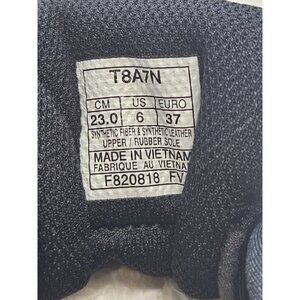 T8A7N
CM US EURO
23.0 6 37
SYNTHETIC FIBER & SYNTHETIC LEATHER
UPPER / RUBBER SOLE
MADE IN VIETNAM
FABRIQUE AU VIETNA
F820818 FV